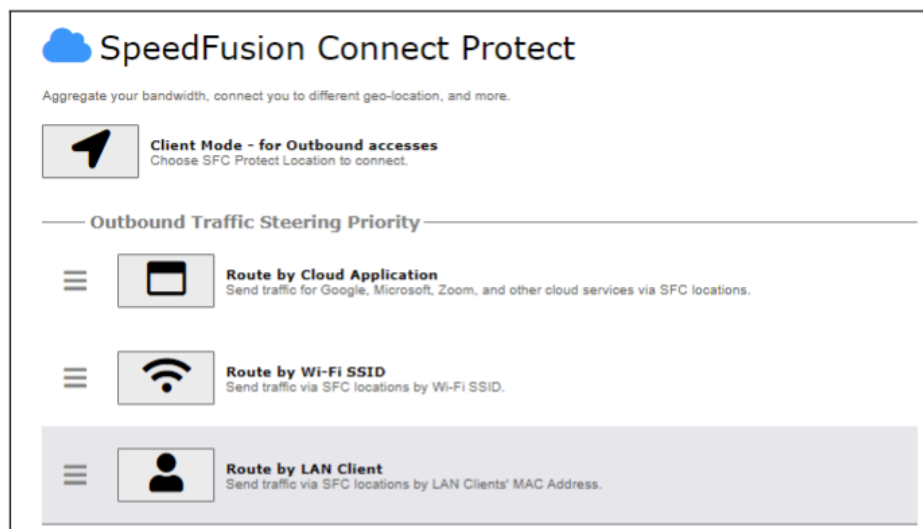 SpeedFusion Connect Protect
Aggregate your bandwidth, connect you to different geo-location, and more.
Client Mode - for Outbound accesses
Choose SFC Protect Location to connect.
Outbound Traffic Steering Priority
Route by Cloud Application
Send traffic for Google, Microsoft, Zoom, and other cloud services via SFC locations.
Route by Wi-Fi SSID
Send traffic via SFC locations by Wi-Fi SSID.
Route by LAN Client
Send traffic via SFC locations by LAN Clients' MAC Address.